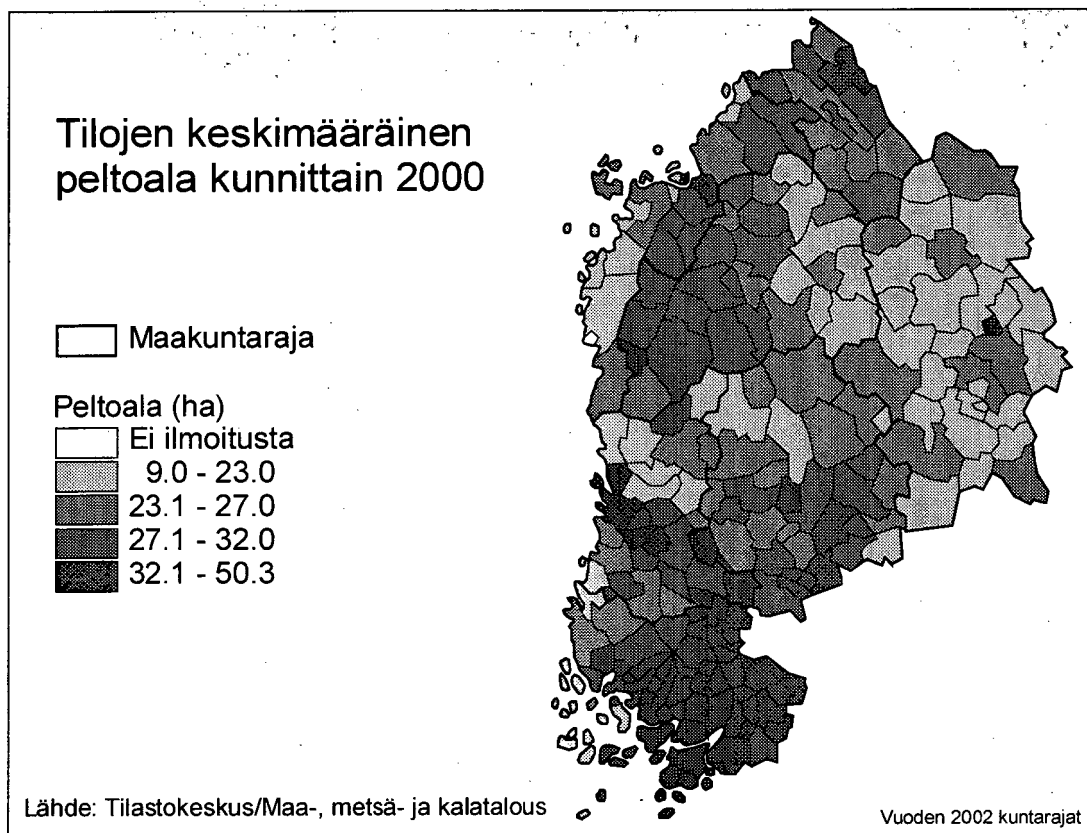 Tilojen keskimääräinen
peltoala kunnittain 2000
Maakuntaraja
Peltoala (ha)
Ei ilmoitusta
9.0 - 23.0
23.1 - 27.0
27.1 - 32.0
32.1 - 50.3
Lähde: Tilastokeskus/Maa-, metsä- ja kalatalous
Vuoden 2002 kuntarajat